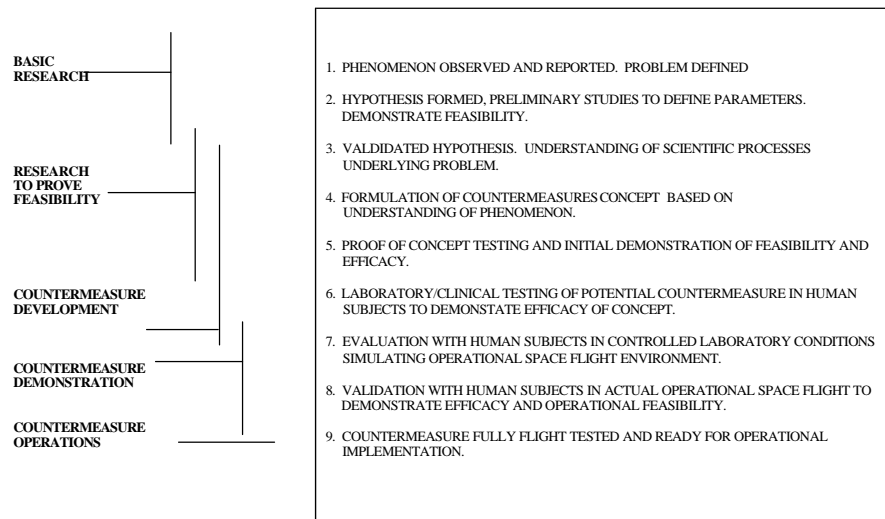 BASIC
RESEARCH
RESEARCH
TO PROVE
FEASIBILITY
COUNTERMEASURE
DEVELOPMENT
COUNTERMEASURE
DEMONSTRATION
COUNTERMEASURE
OPERATIONS
1. PHENOMENON OBSERVED AND REPORTED. PROBLEM DEFINED
2. HYPOTHESIS FORMED, PRELIMINARY STUDIES TO DEFINE PARAMETERS.
DEMONSTRATE FEASIBILITY.
3. VALDIDATED HYPOTHESIS. UNDERSTANDING OF SCIENTIFIC PROCESSES
UNDERLYING PROBLEM.
4. FORMULATION OF COUNTERMEASURES CONCEPT BASED ON
UNDERSTANDING OF PHENOMENON.
5. PROOF OF CONCEPT TESTING AND INITIAL DEMONSTRATION OF FEASIBILITY AND
EFFICACY.
6. LABORATORY/CLINICAL TESTING OF POTENTIAL COUNTERMEASURE IN HUMAN
SUBJECTS TO DEMONSTATE EFFICACY OF CONCEPT.
7. EVALUATION WITH HUMAN SUBJECTS IN CONTROLLED LABORATORY CONDITIONS
SIMULATING OPERATIONAL SPACE FLIGHT ENVIRONMENT.
8. VALIDATION WITH HUMAN SUBJECTS IN ACTUAL OPERATIONAL SPACE FLIGHT TO
DEMONSTRATE EFFICACY AND OPERATIONAL FEASIBILITY.
9. COUNTERMEASURE FULLY FLIGHT TESTED AND READY FOR OPERATIONAL
IMPLEMENTATION.